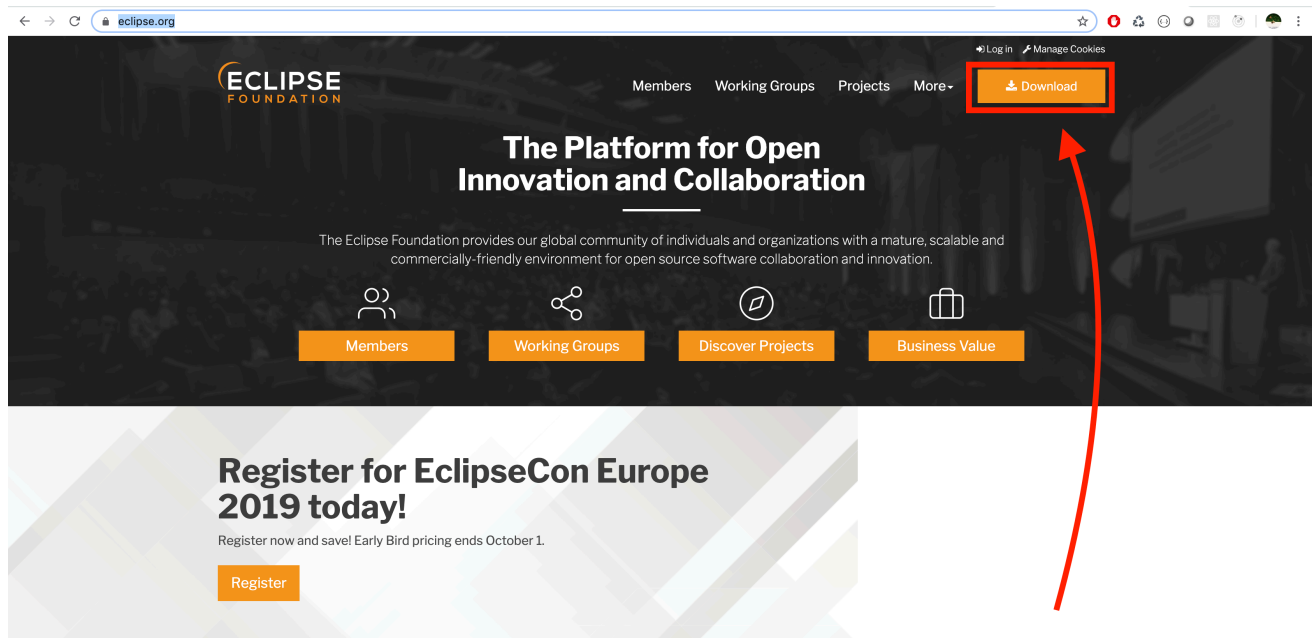 eclipse.org
Log in Manage Cookies
ECLIPSE
FOUNDATION
Members Working Groups Projects More Download
The Platform for Open
Innovation and Collaboration
The Eclipse Foundation provides our global community of individuals and organizations with a mature, scalable and
commercially-friendly environment for open source software collaboration and innovation.
Members Working Groups Discover Projects Business Value
Register for EclipseCon Europe
2019 today!
Register now and save! Early Bird pricing ends October 1.
Register